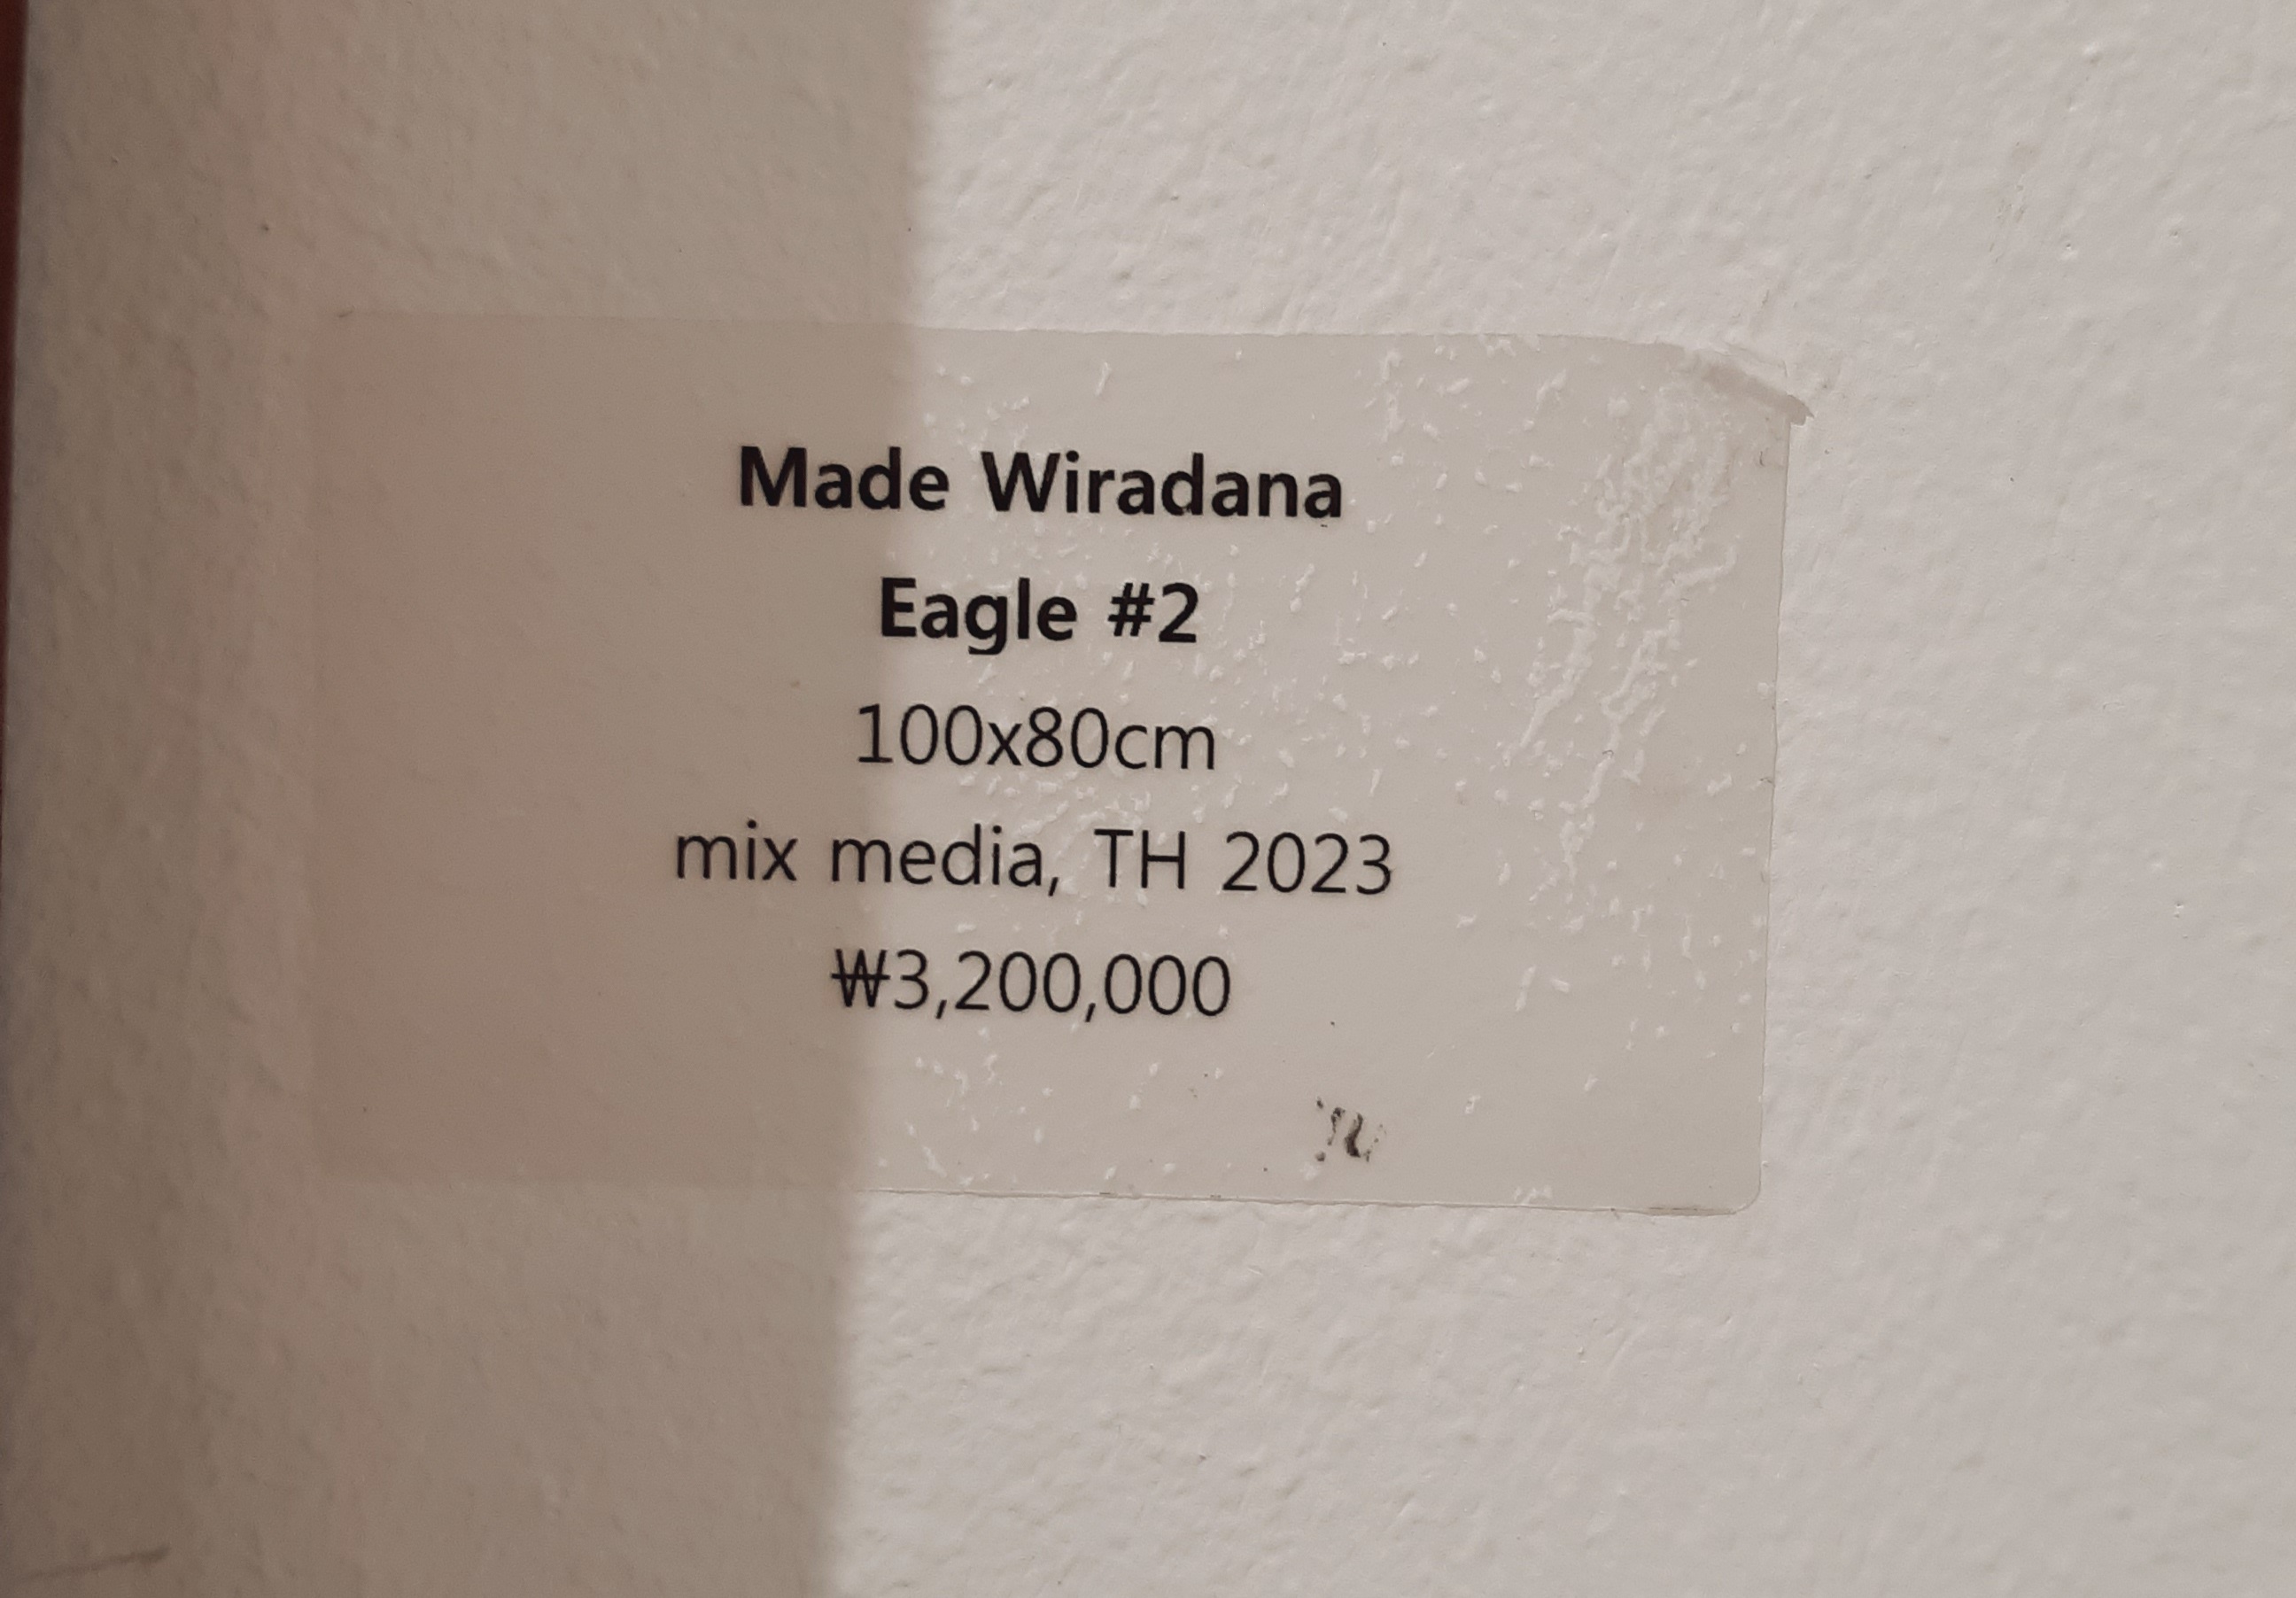 Made Wiradana
Eagle #2
100x80cm
mix media, TH 2023
₩3,200,000